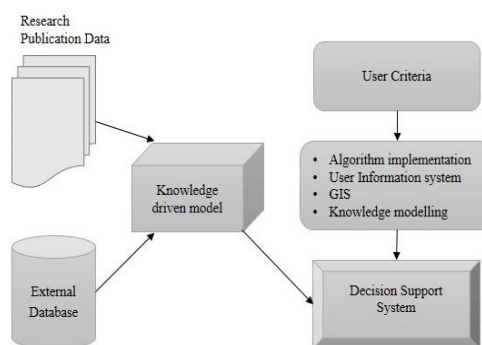 Research
Publication Data
User Criteria
• Algorithm implementation
• User Information system
• GIS
• Knowledge modelling
Knowledge
driven model
External
Database
Decision Support
System